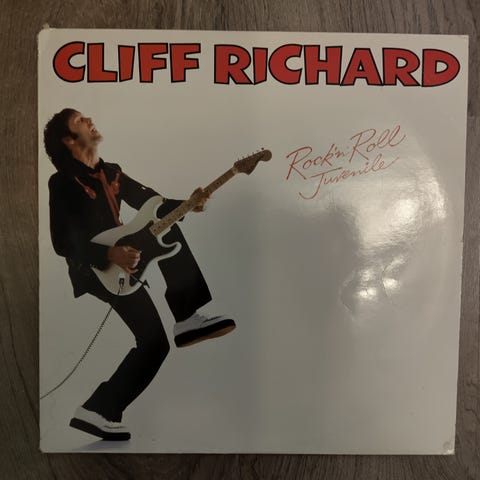 CLIFF RICHARD
Rock 'n' Roll
Juvenile